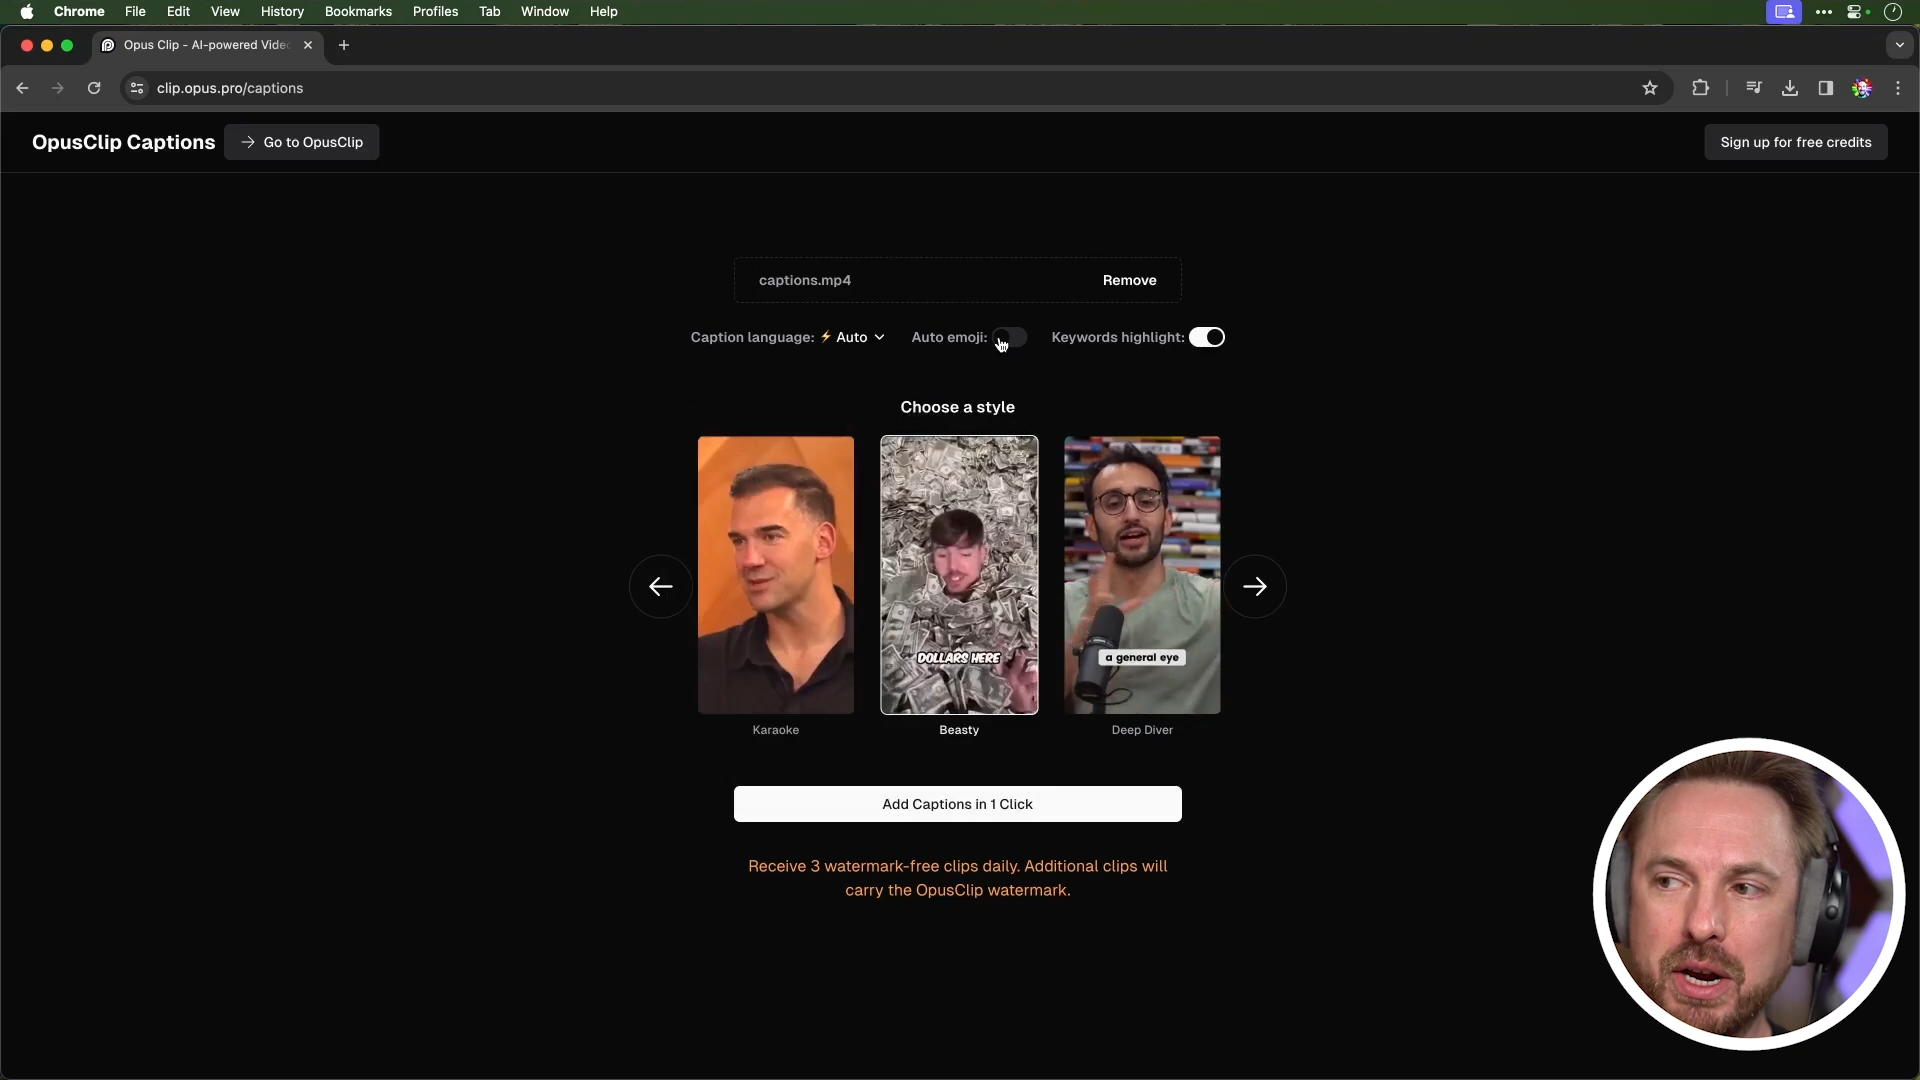 Chrome File Edit View History Bookmarks Profiles Tab Window Help
Opus Clip - AI-powered Vide
clip.opus.pro/captions
OpusClip Captions
Go to OpusClip
Sign up for free credits
captions.mp4
Remove
Caption language: ⚡ Auto
Auto emoji:
Keywords highlight:
Choose a style
DOLLARS HERE
a general eye
Karaoke
Beasty
Deep Diver
Add Captions in 1 Click
Receive 3 watermark-free clips daily. Additional clips will
carry the OpusClip watermark.